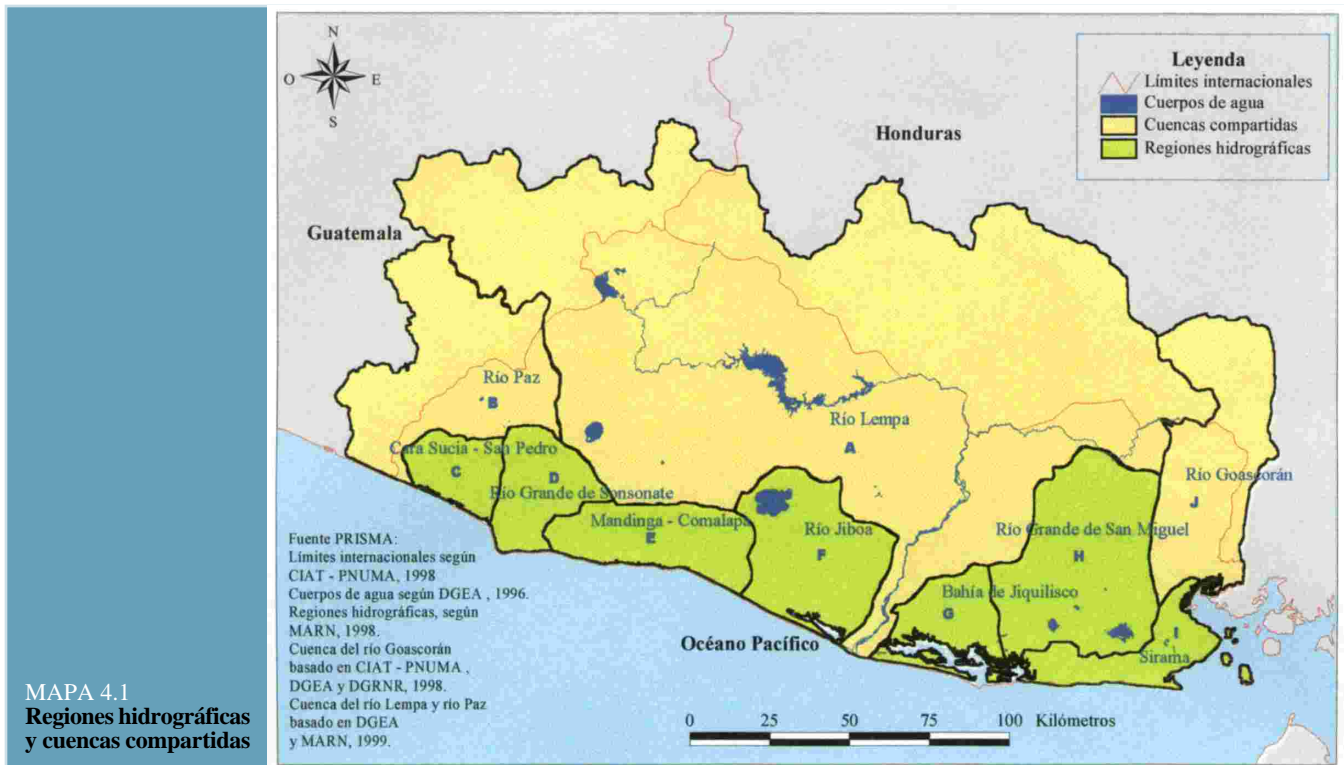 MAPA 4.1
Regiones hidrográficas
y cuencas compartidas
N
O
E
S
Leyenda
Límites internacionales
Cuerpos de agua
Cuencas compartidas
Regiones hidrográficas
Honduras
Guatemala
Río Paz
B
Río Lempa
A
Cara Sucia - San Pedro
C
D
Río Grande de Sonsonate
Mandinga - Comalapa
E
Río Jiboa
F
Río Goascorán
J
Río Grande de San Miguel
H
Bahía de Jiquilisco
G
I
Sirama
Océano Pacífico
Fuente PRISMA:
Límites internacionales según
CIAT - PNUMA, 1998
Cuerpos de agua según DGEA , 1996.
Regiones hidrográficas, según
MARN, 1998.
Cuenca del río Goascorán
basado en CIAT - PNUMA ,
DGEA y DGRNR, 1998.
Cuenca del río Lempa y río Paz
basado en DGEA
y MARN, 1999.
0 25 50 75 100 Kilómetros